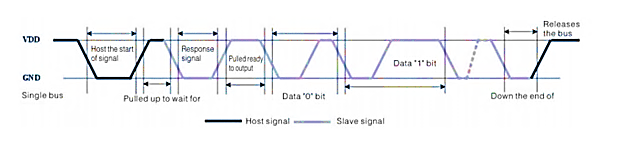 Releases
the bus
VDD
Host the start
of signal
Response
signal
Pulled ready
to output
Data "1" bit
GND
Single bus
Pulled up to wait for
Data "0" bit
Down the end of
Host signal
Slave signal